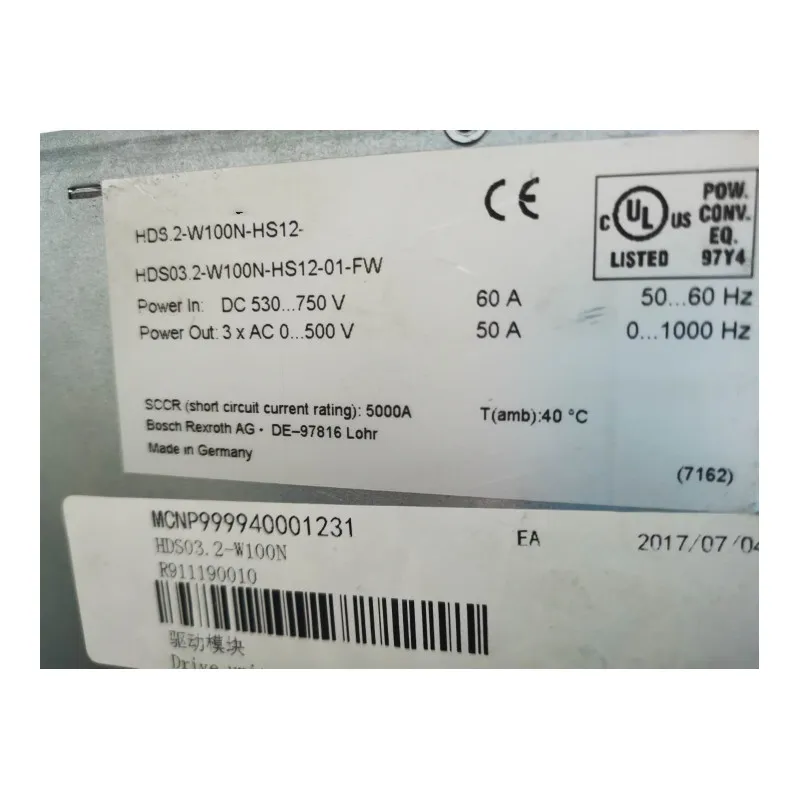 HDS.2-W100N-HS12-
HDS03.2-W100N-HS12-01-FW
Power In: DC 530...750 V 60 A 50...60 Hz
Power Out: 3 x AC 0...500 V 50 A 0...1000 Hz
SCCR (short circuit current rating): 5000A T(amb):40 °C
Bosch Rexroth AG · DE-97816 Lohr
Made in Germany
(7162)
CE
C UL US LISTED
POW.
CONV.
EQ.
97Y4
MCNP999940001231 EA 2017/07/04
HDS03.2-W100N
R911190010
驱动模块
Drive unit